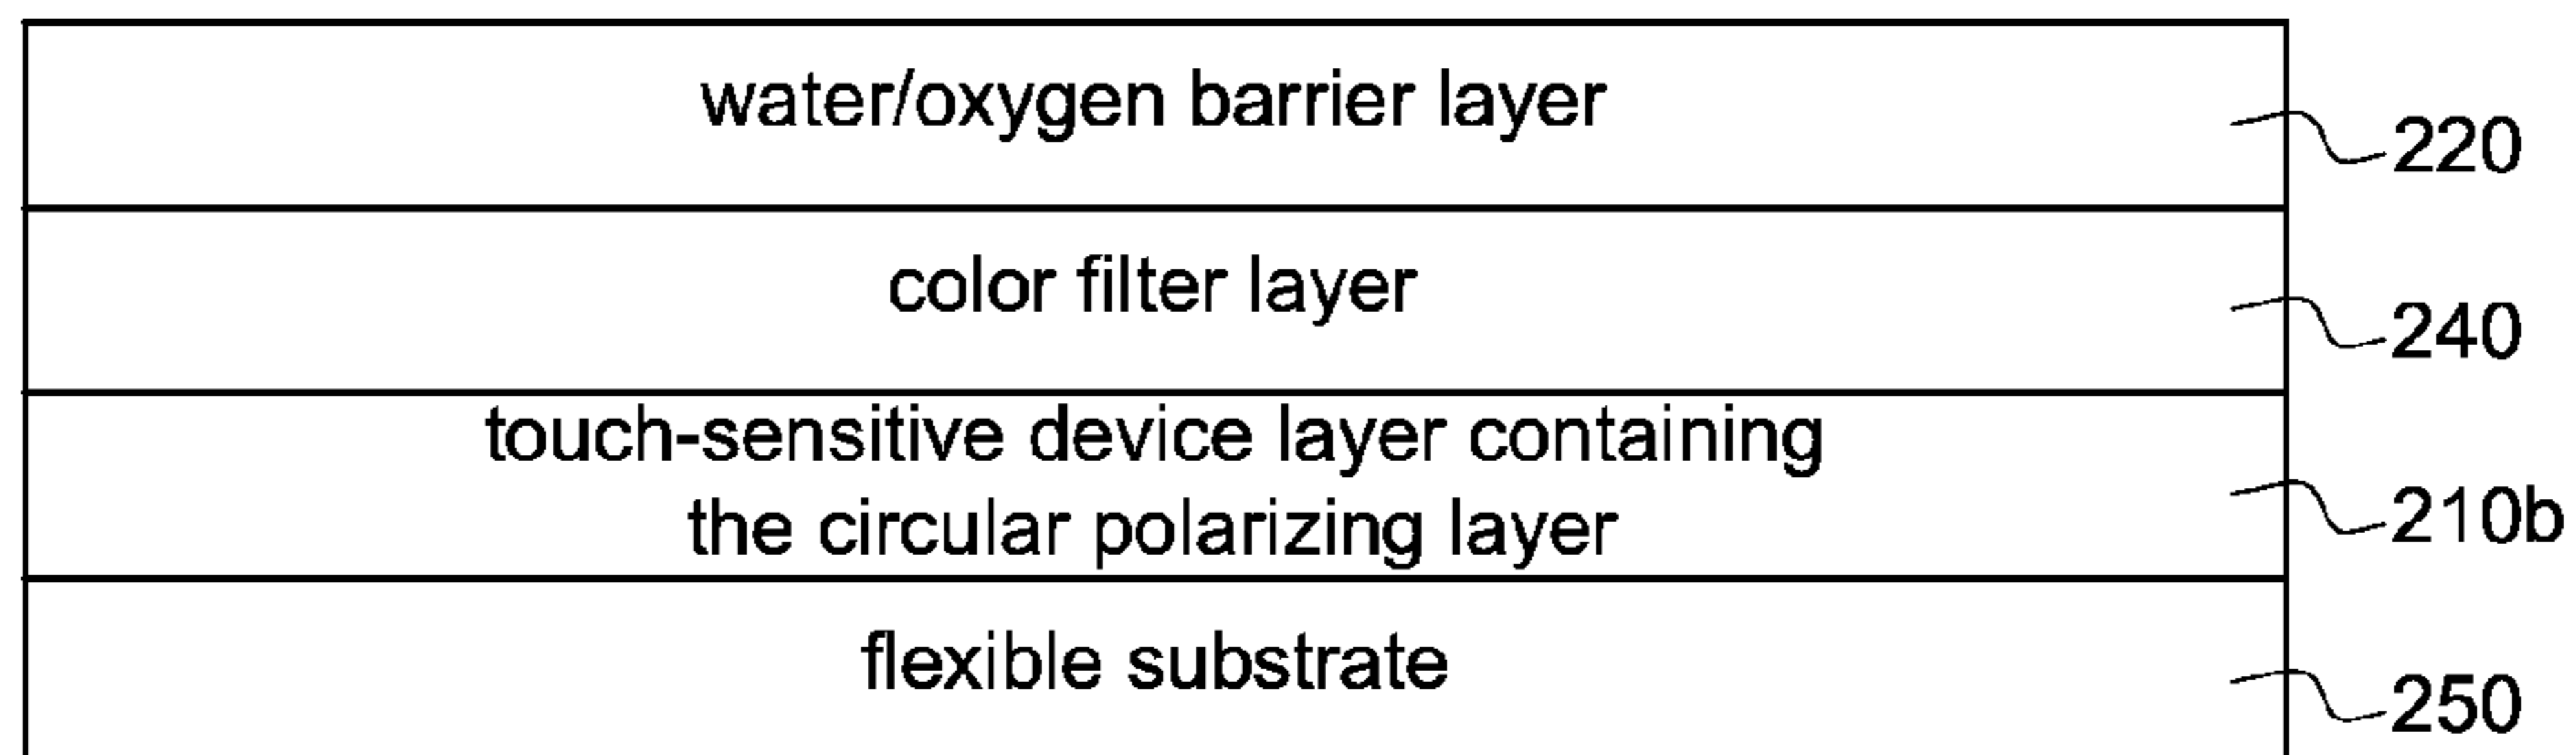 water/oxygen barrier layer
220
color filter layer
240
touch-sensitive device layer containing
the circular polarizing layer
210b
flexible substrate
250